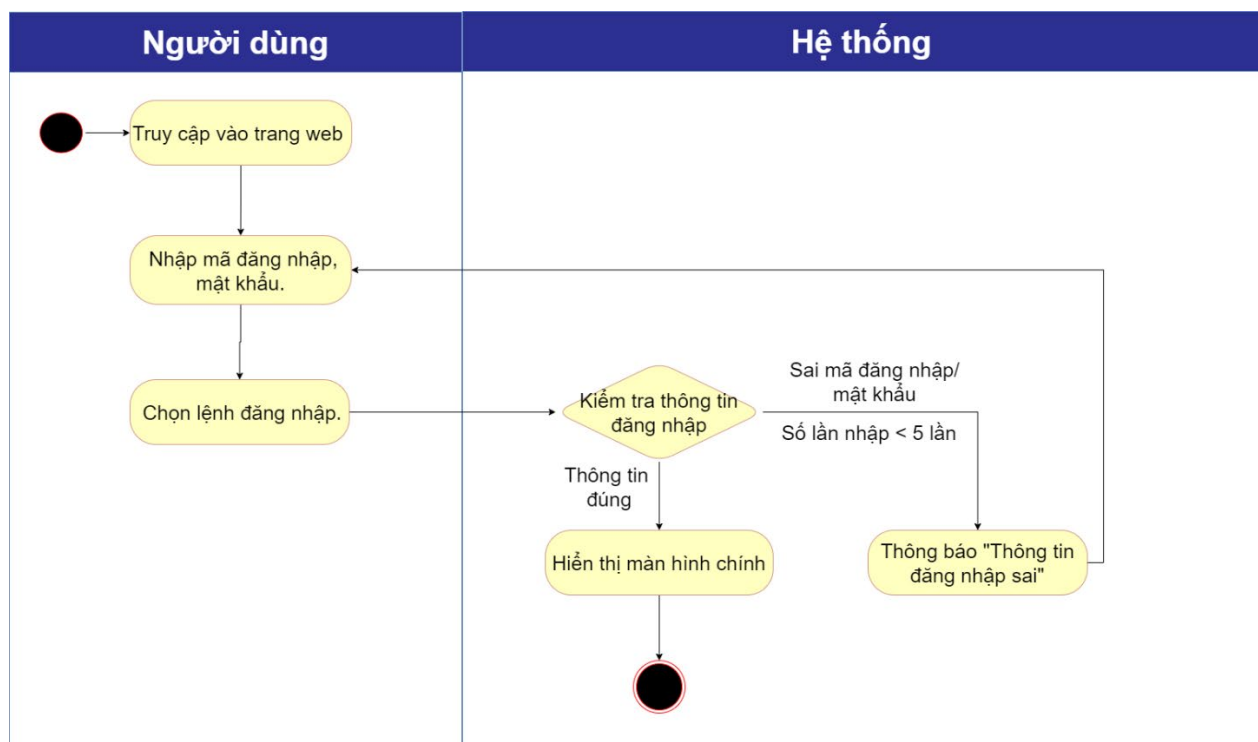 Người dùng
Hệ thống
Truy cập vào trang web
Nhập mã đăng nhập,
mật khẩu.
Chọn lệnh đăng nhập.
Kiểm tra thông tin
đăng nhập
Sai mã đăng nhập/
mật khẩu
Số lần nhập < 5 lần
Thông tin
đúng
Hiển thị màn hình chính
Thông báo "Thông tin
đăng nhập sai"